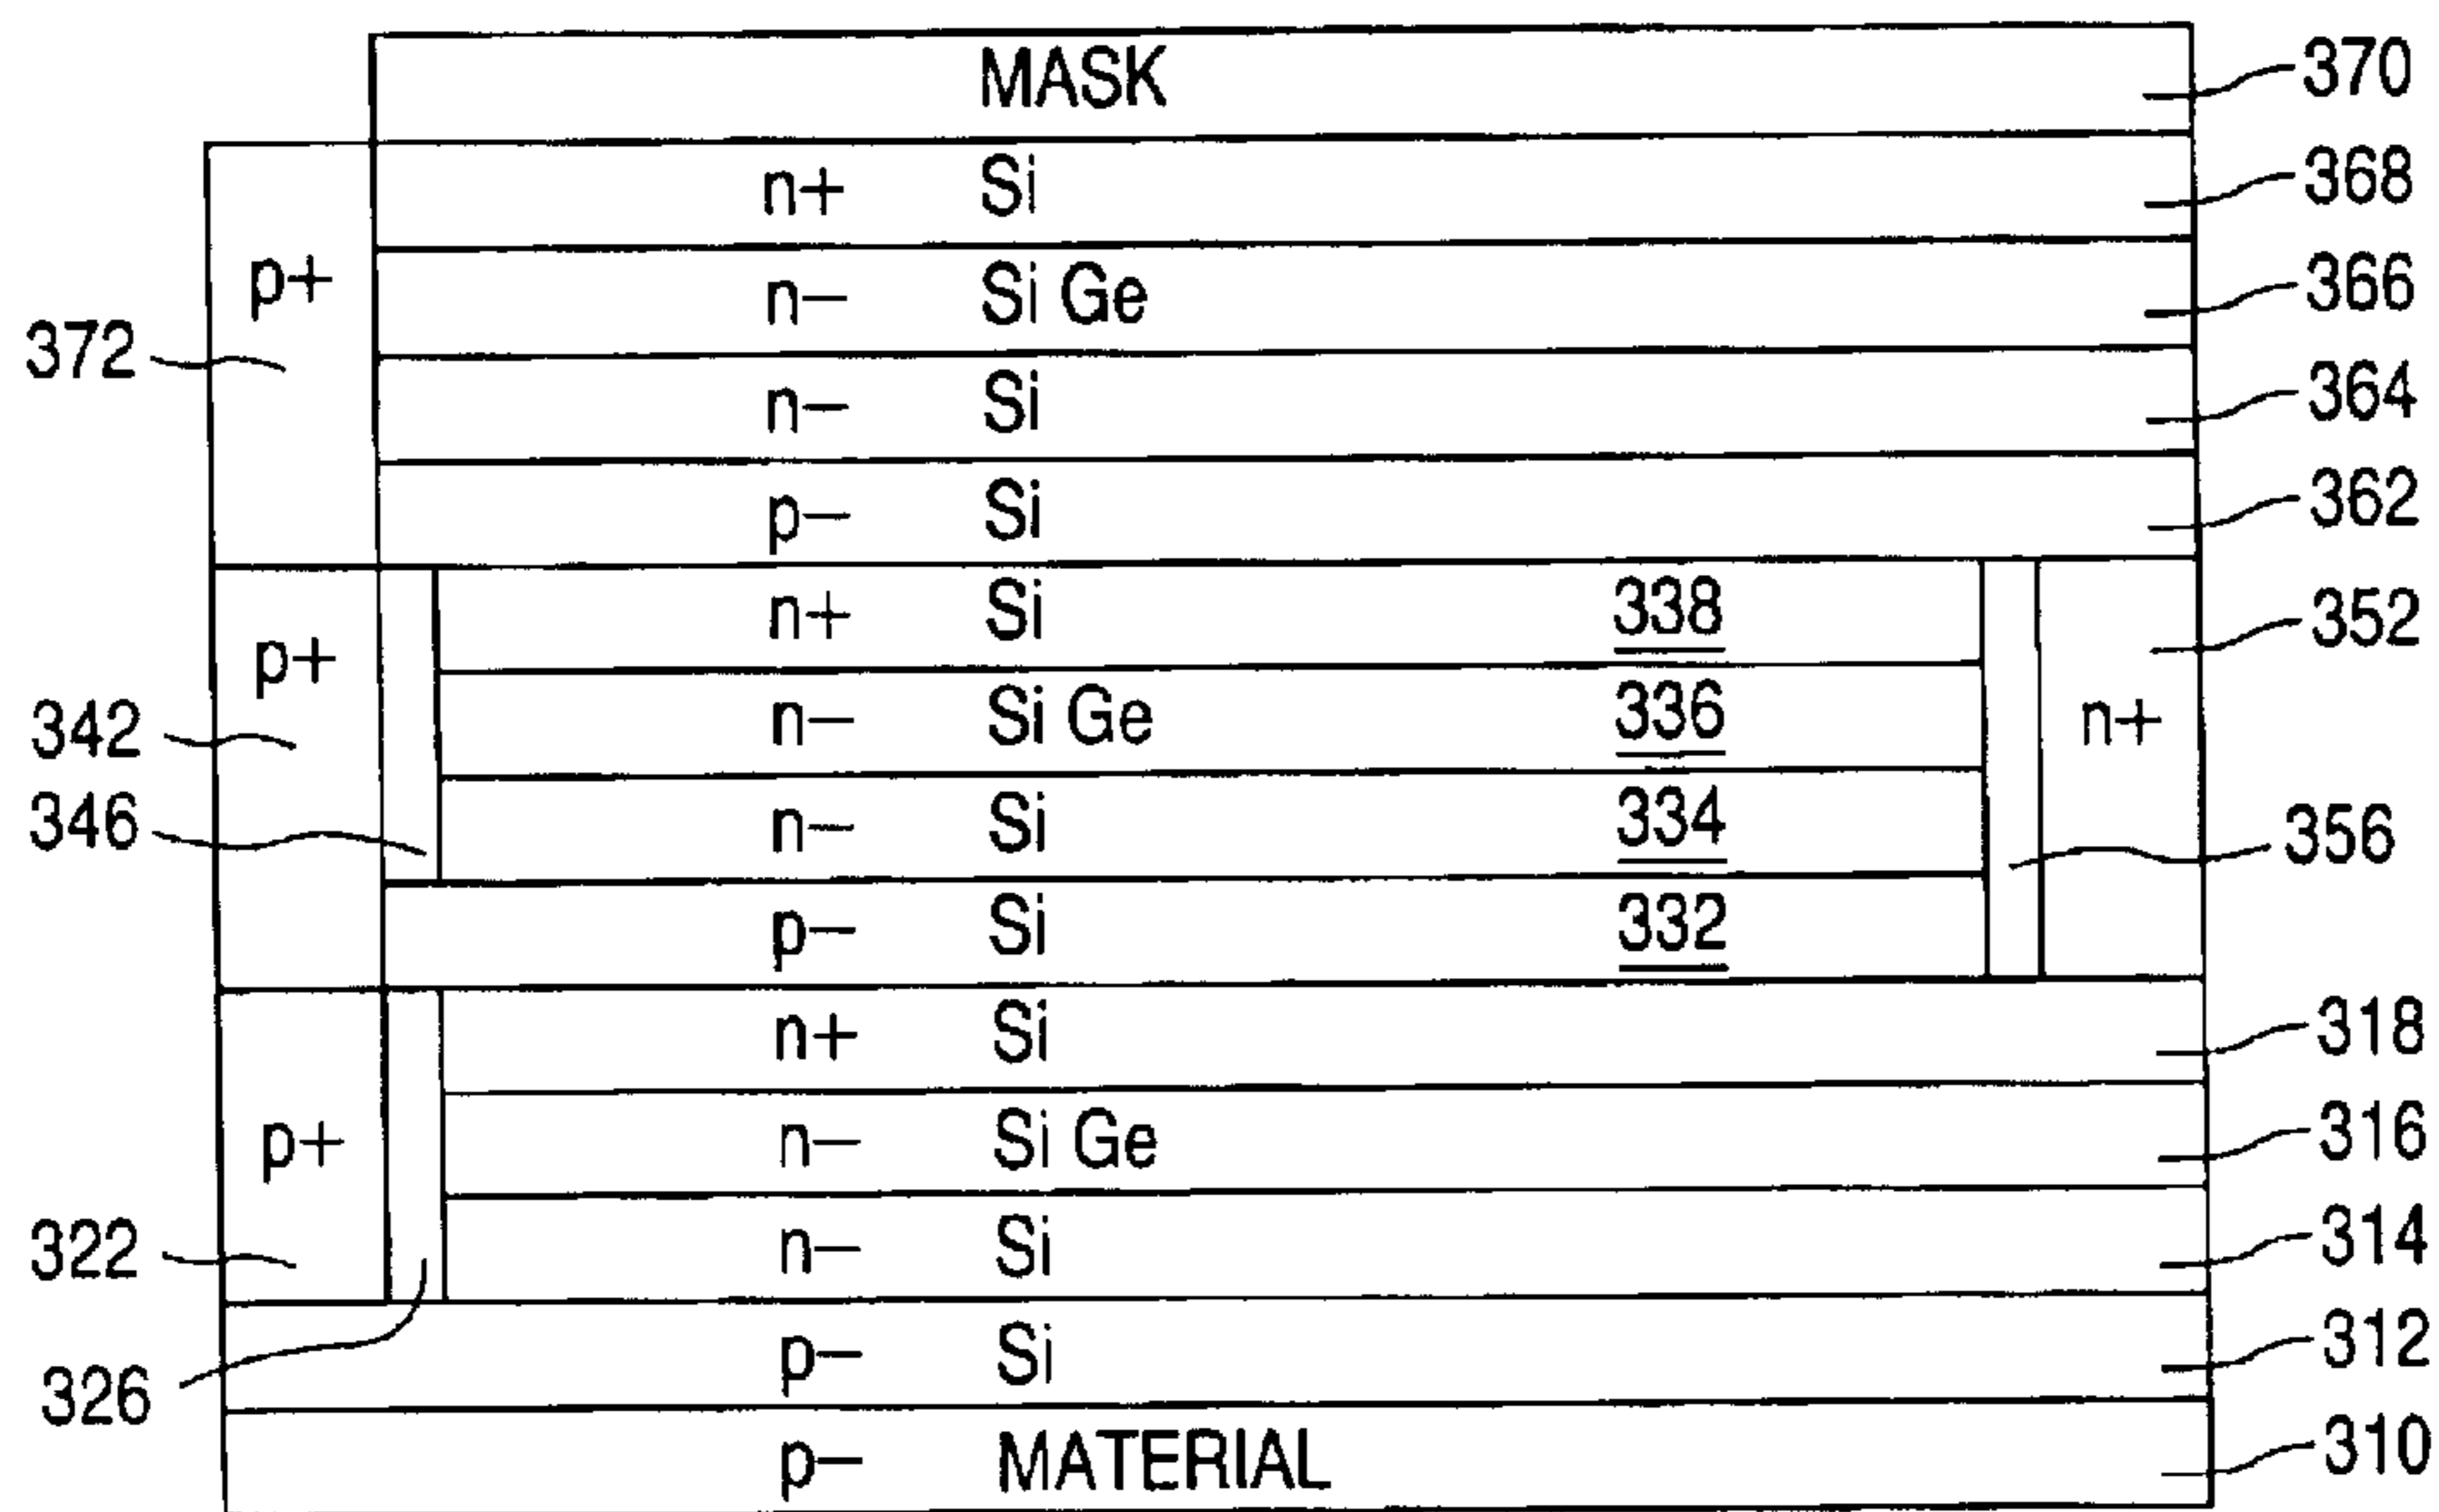 MASK 370
n+ Si 368
p+ n− Si Ge 366
372 n− Si 364
p− Si 362
n+ Si 338 352
p+
342 n− Si Ge 336 n+
346 n− Si 334 356
p− Si 332
n+ Si 318
p+ n− Si Ge 316
322 n− Si 314
326 p− Si 312
p− MATERIAL 310